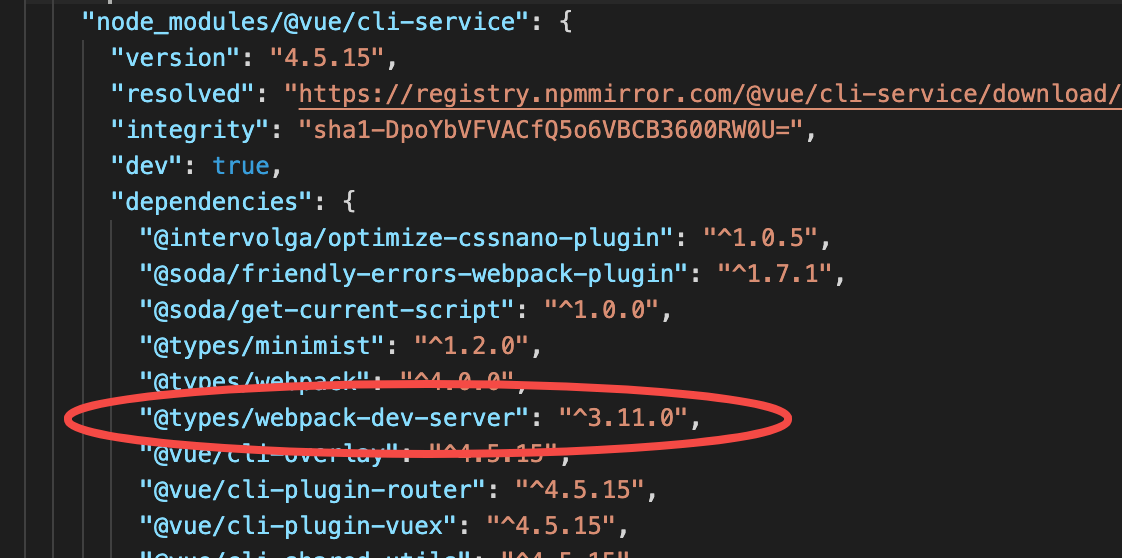 "node_modules/@vue/cli-service": {
"version": "4.5.15",
"resolved": "https://registry.npmmirror.com/@vue/cli-service/download/
"integrity": "sha1-DpoYbVFVACfQ5o6VBCB3600RW0U=",
"dev": true,
"dependencies": {
"@intervolga/optimize-cssnano-plugin": "^1.0.5",
"@soda/friendly-errors-webpack-plugin": "^1.7.1",
"@soda/get-current-script": "^1.0.0",
"@types/minimist": "^1.2.0",
"@types/webpack": "^4.0.0",
"@types/webpack-dev-server": "^3.11.0",
"@vue/cli-overlay": "^4.5.15",
"@vue/cli-plugin-router": "^4.5.15",
"@vue/cli-plugin-vuex": "^4.5.15",
"@vue/cli-shared-utils": "^4.5.15"